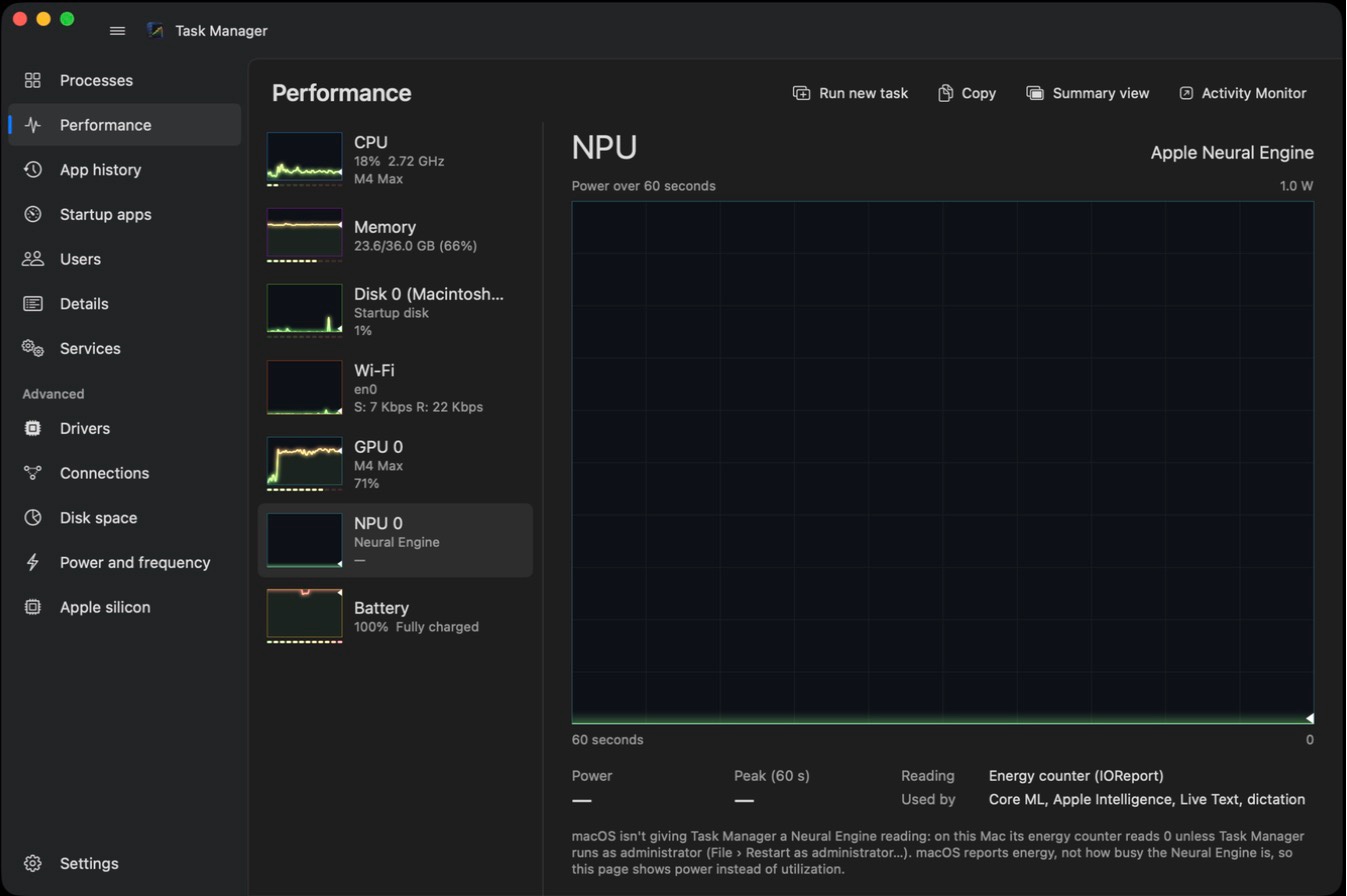 Task Manager
Processes
Performance
App history
Startup apps
Users
Details
Services
Advanced
Drivers
Connections
Disk space
Power and frequency
Apple silicon
Settings
Performance
Run new task
Copy
Summary view
Activity Monitor
CPU
18% 2.72 GHz
M4 Max
Memory
23.6/36.0 GB (66%)
Disk 0 (Macintosh...
Startup disk
1%
Wi-Fi
en0
S: 7 Kbps R: 22 Kbps
GPU 0
M4 Max
71%
NPU 0
Neural Engine
—
Battery
100% Fully charged
NPU
Apple Neural Engine
Power over 60 seconds
1.0 W
60 seconds
0
Power
—
Peak (60 s)
—
Reading Energy counter (IOReport)
Used by Core ML, Apple Intelligence, Live Text, dictation
macOS isn't giving Task Manager a Neural Engine reading: on this Mac its energy counter reads 0 unless Task Manager
runs as administrator (File › Restart as administrator...). macOS reports energy, not how busy the Neural Engine is, so
this page shows power instead of utilization.